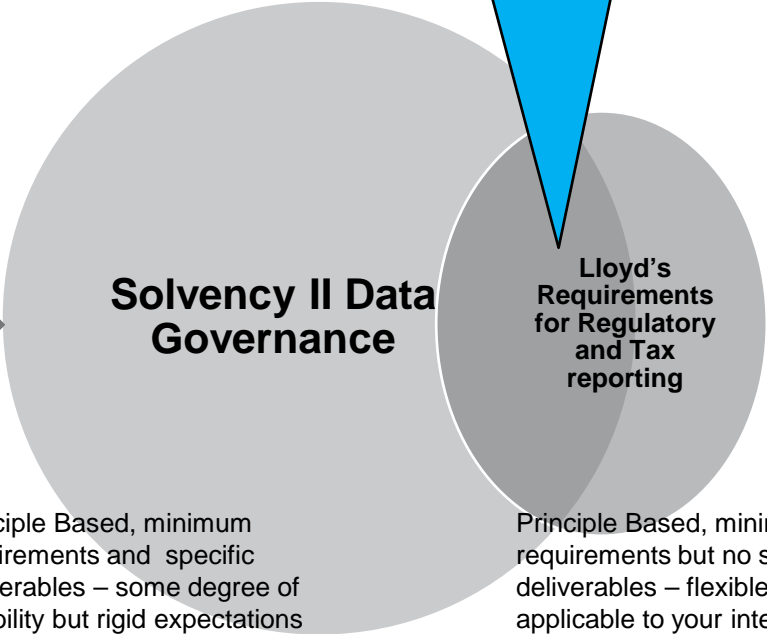 Solvency II Data
Governance
Lloyd's
Requirements
for Regulatory
and Tax
reporting
ciple Based, minimum
irements and specific
erables – some degree of
bility but rigid expectations
Principle Based, minin
requirements but no s
deliverables – flexible
applicable to your inte